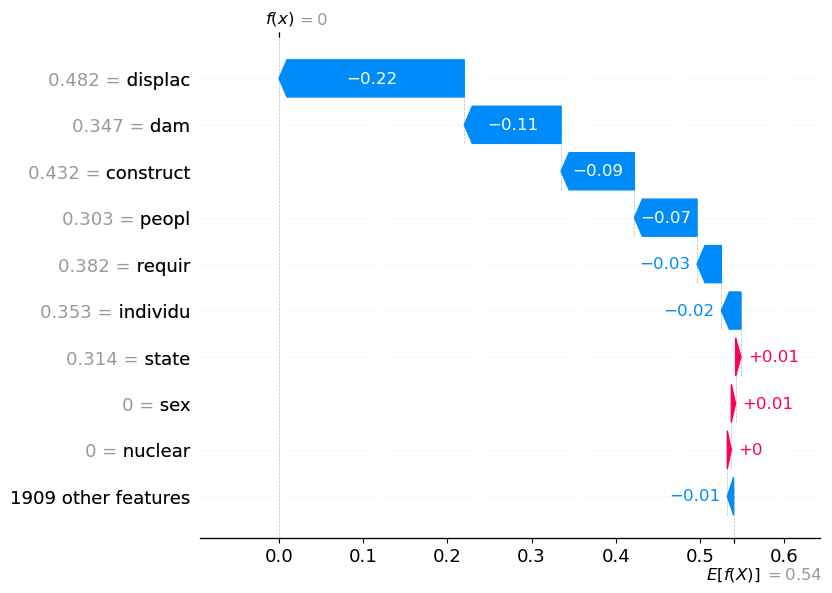 f(x) = 0
0.482 = displac −0.22
0.347 = dam −0.11
0.432 = construct −0.09
0.303 = peopl −0.07
0.382 = requir −0.03
0.353 = individu −0.02
0.314 = state +0.01
0 = sex +0.01
0 = nuclear +0
1909 other features −0.01
0.0 0.1 0.2 0.3 0.4 0.5 0.6
E[f(X)] = 0.54